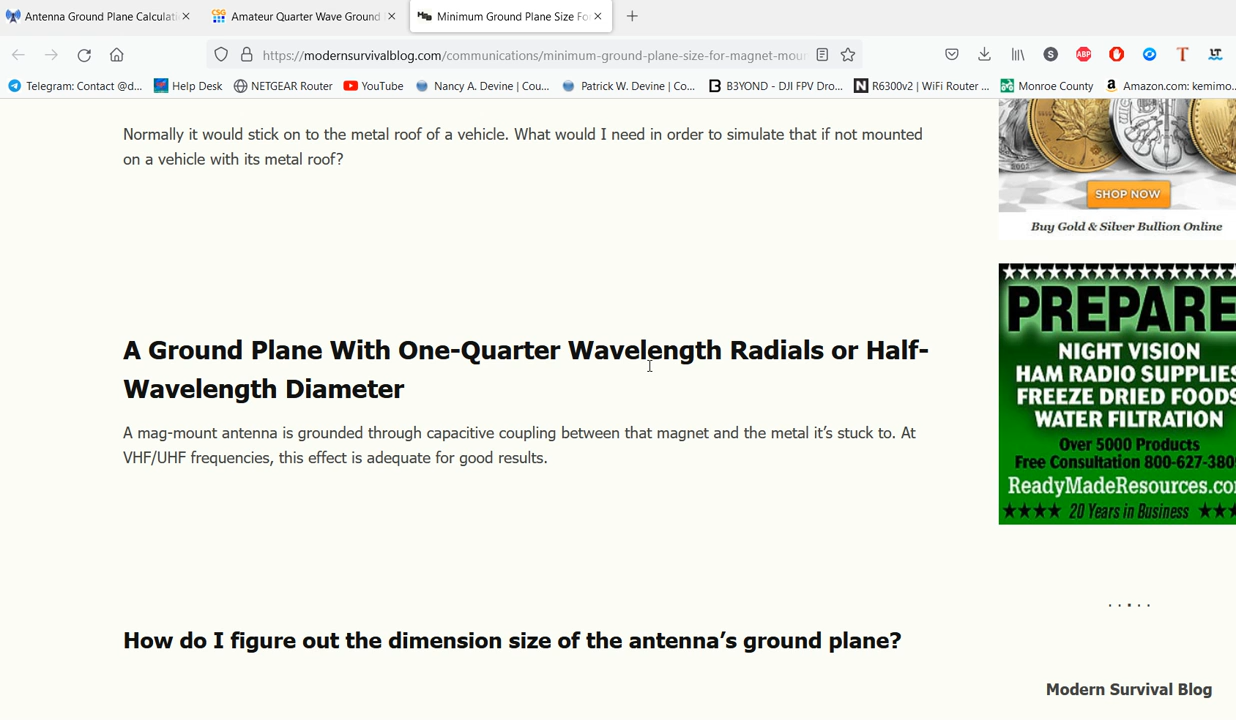 Antenna Ground Plane Calculati
Amateur Quarter Wave Ground
Minimum Ground Plane Size Fo
https://modernsurvivalblog.com/communications/minimum-ground-plane-size-for-magnet-mou
Telegram: Contact @d...
Help Desk
NETGEAR Router
YouTube
Nancy A. Devine | Cou...
Patrick W. Devine | Co...
B3YOND - DJI FPV Dro...
R6300v2 | WiFi Router ...
Monroe County
Amazon.com: kemimo...
Normally it would stick on to the metal roof of a vehicle. What would I need in order to simulate that if not mounted
on a vehicle with its metal roof?
A Ground Plane With One-Quarter Wavelength Radials or Half-
Wavelength Diameter
A mag-mount antenna is grounded through capacitive coupling between that magnet and the metal it’s stuck to. At
VHF/UHF frequencies, this effect is adequate for good results.
How do I figure out the dimension size of the antenna’s ground plane?
SHOP NOW
Buy Gold & Silver Bullion Online
PREPARE
NIGHT VISION
HAM RADIO SUPPLIES
FREEZE DRIED FOODS
WATER FILTRATION
Over 5000 Products
Free Consultation 800-627-380
ReadyMadeResources.co
20 Years in Business
Modern Survival Blog